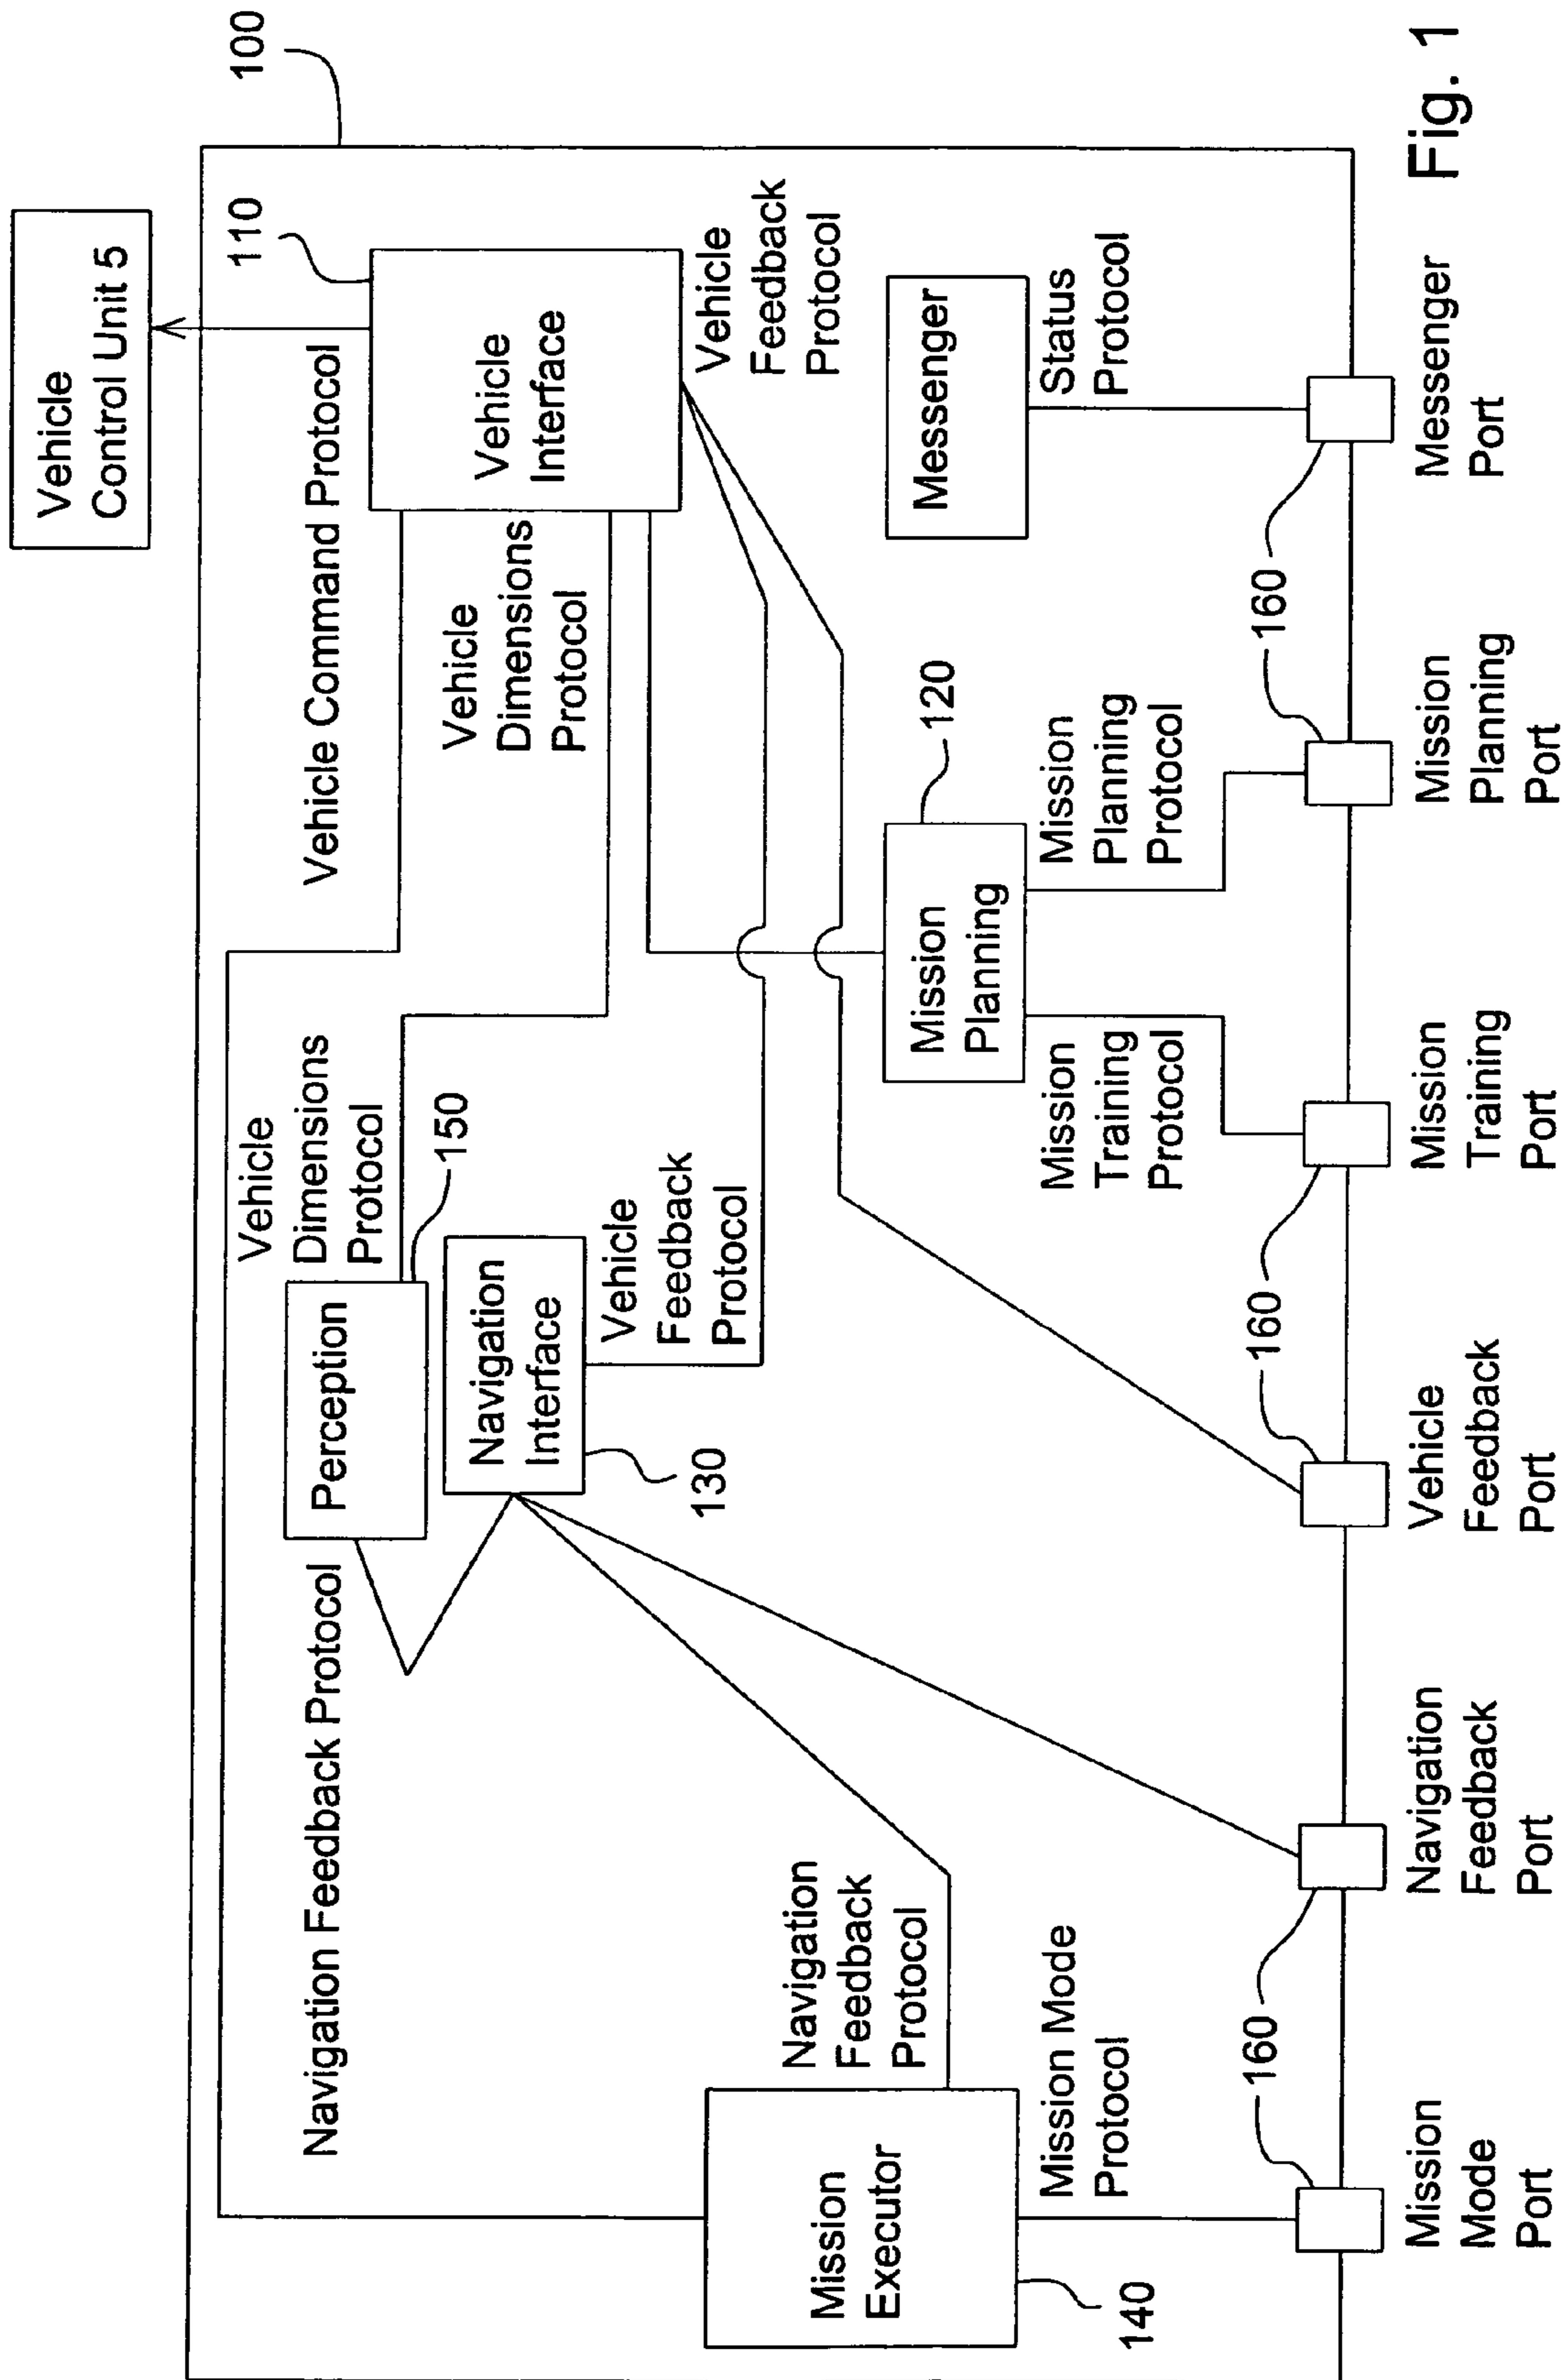 Vehicle
Control Unit 5
100
110
Vehicle Command Protocol
Vehicle
Interface
Vehicle
Dimensions
Protocol
Vehicle
Feedback
Protocol
Vehicle
Dimensions
Protocol
150
Perception
Navigation Feedback Protocol
Navigation
Interface
130
Vehicle
Feedback
Protocol
Navigation
Feedback
Protocol
Mission
Executor
140
Mission Mode
Protocol
Mission
Planning
120
Mission
Training
Protocol
Mission
Planning
Protocol
Messenger
Status
Protocol
160
160
160
160
Mission
Mode
Port
Navigation
Feedback
Port
Vehicle
Feedback
Port
Mission
Training
Port
Mission
Planning
Port
Messenger
Port
Fig. 1